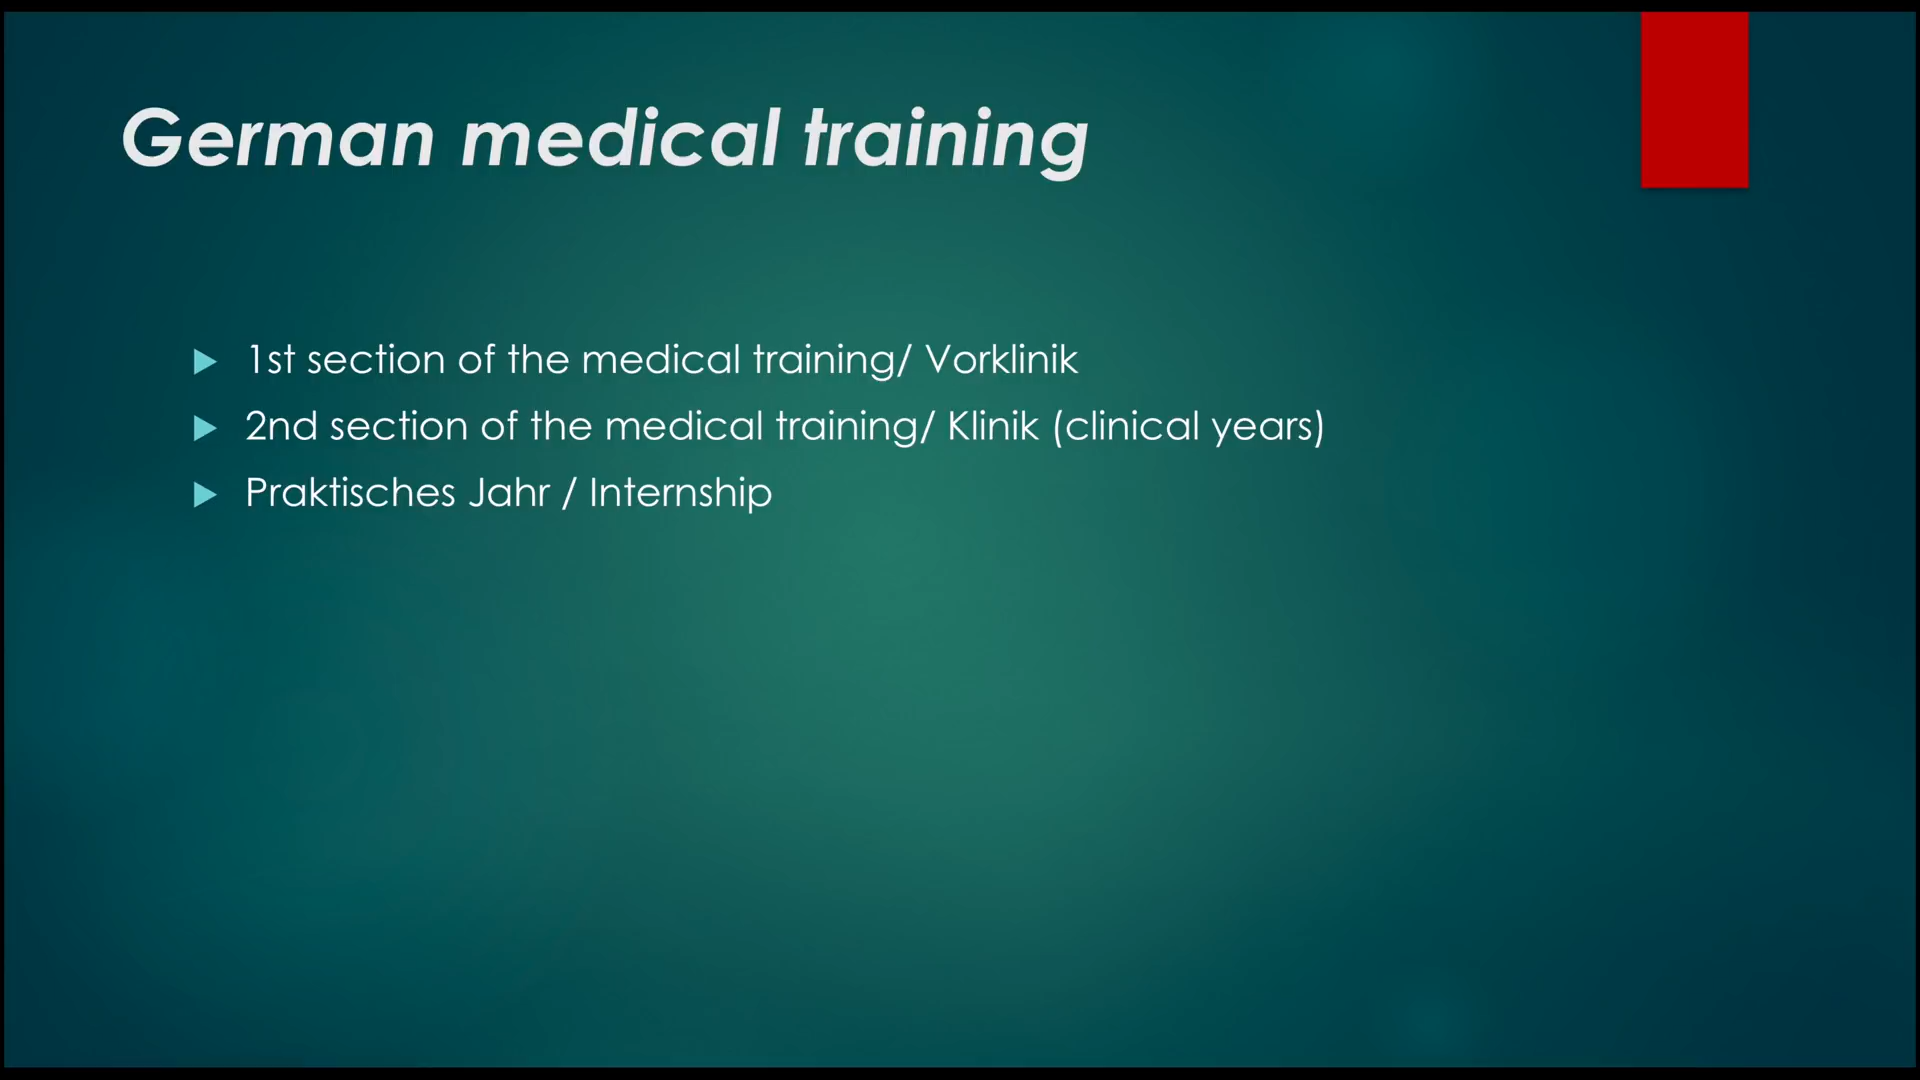 German medical training
1st section of the medical training/ Vorklinik
2nd section of the medical training/ Klinik (clinical years)
Praktisches Jahr / Internship